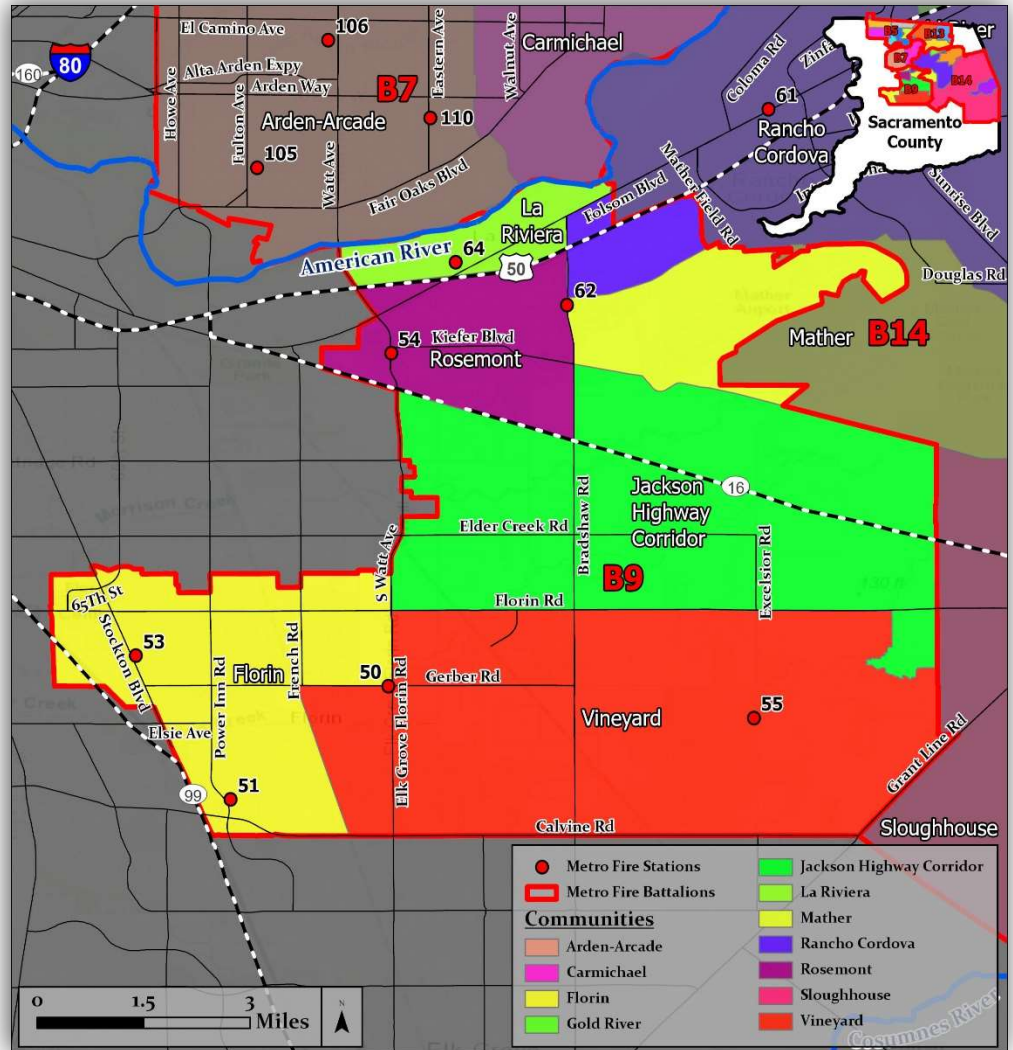 El Camino Ave
106
Carmichael
80
160
Alta Arden Expy
Arden Way
B7
Howe Ave
Fulton Ave
Watt Ave
Eastern Ave
Walnut Ave
Arden-Arcade
110
105
Fair Oaks Blvd
Coloma Rd
61
Rancho
Cordova
B5
B13
B7
B14
B9
Sacramento
County
Sunrise Blvd
Mather Field Rd
Folsom Blvd
La
Riviera
American River
64
50
62
Douglas Rd
Mather
B14
54
Kiefer Blvd
Rosemont
16
Jackson
Highway
Corridor
Elder Creek Rd
Bradshaw Rd
Excelsior Rd
S Watt Ave
B9
Florin Rd
65Th St
Stockton Blvd
53
Power Inn Rd
French Rd
Florin
50
Gerber Rd
Elk Grove Florin Rd
Vineyard
55
Elsie Ave
51
99
Calvine Rd
Grant Line Rd
Sloughhouse
Metro Fire Stations
Metro Fire Battalions
Communities
Arden-Arcade
Carmichael
Florin
Gold River
Jackson Highway Corridor
La Riviera
Mather
Rancho Cordova
Rosemont
Sloughhouse
Vineyard
0 1.5 3
Miles
N
Cosumnes River